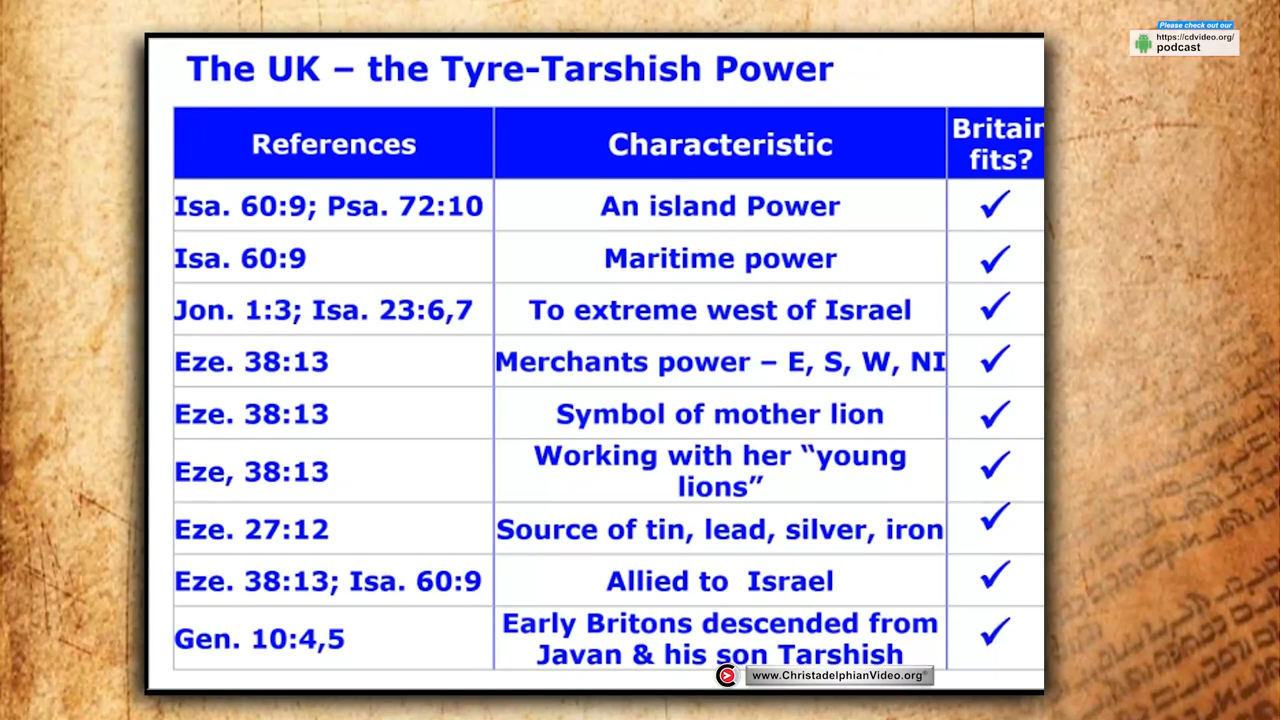 Please check out our
https://cdvideo.org/
podcast
The UK – the Tyre-Tarshish Power
References Characteristic Britain fits?
Isa. 60:9; Psa. 72:10 An island Power ✓
Isa. 60:9 Maritime power ✓
Jon. 1:3; Isa. 23:6,7 To extreme west of Israel ✓
Eze. 38:13 Merchants power – E, S, W, NI ✓
Eze. 38:13 Symbol of mother lion ✓
Eze, 38:13 Working with her “young lions” ✓
Eze. 27:12 Source of tin, lead, silver, iron ✓
Eze. 38:13; Isa. 60:9 Allied to Israel ✓
Gen. 10:4,5 Early Britons descended from Javan & his son Tarshish ✓
www.ChristadelphianVideo.org®